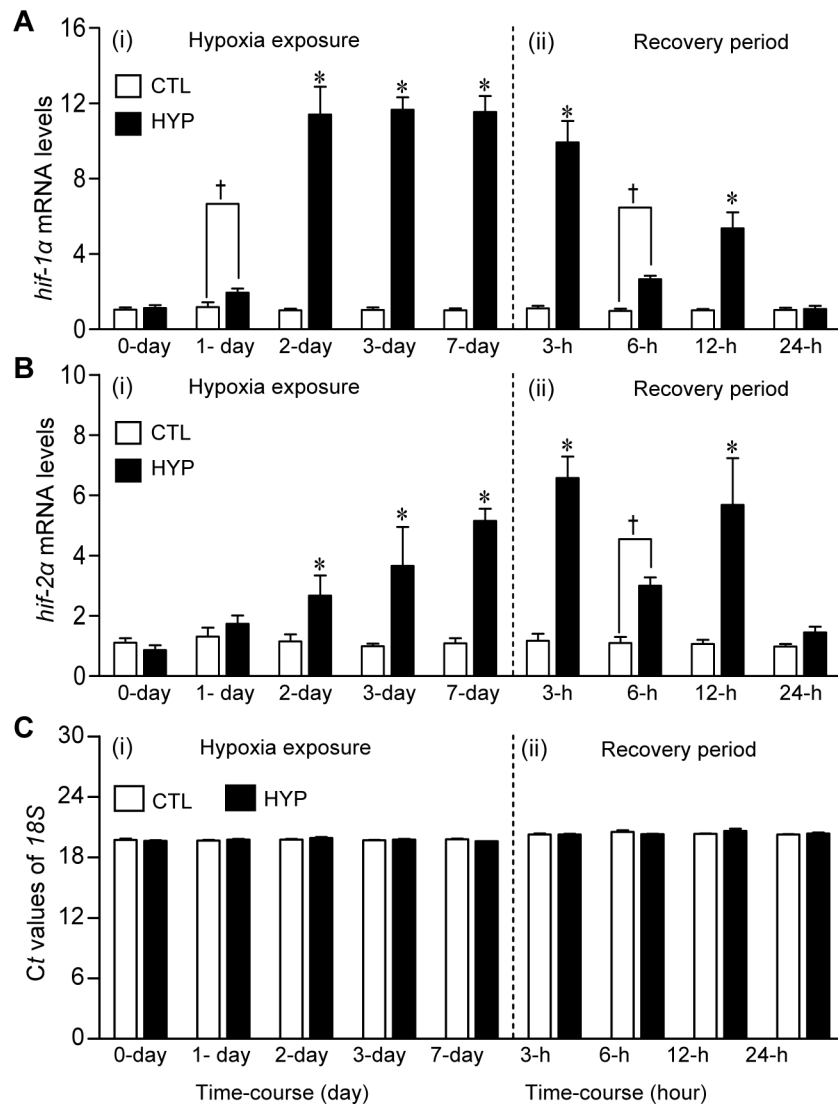 A
(i) Hypoxia exposure (ii) Recovery period
CTL
HYP
hif-1α mRNA levels
16
12
8
4
0
†
*
*
*
*
†
*
0-day 1- day 2-day 3-day 7-day 3-h 6-h 12-h 24-h
B
(i) Hypoxia exposure (ii) Recovery period
CTL
HYP
hif-2α mRNA levels
10
8
6
4
2
0
*
*
*
*
†
*
0-day 1- day 2-day 3-day 7-day 3-h 6-h 12-h 24-h
C
(i) Hypoxia exposure (ii) Recovery period
CTL HYP
Ct values of 18S
30
24
18
12
6
0
0-day 1- day 2-day 3-day 7-day 3-h 6-h 12-h 24-h
Time-course (day) Time-course (hour)